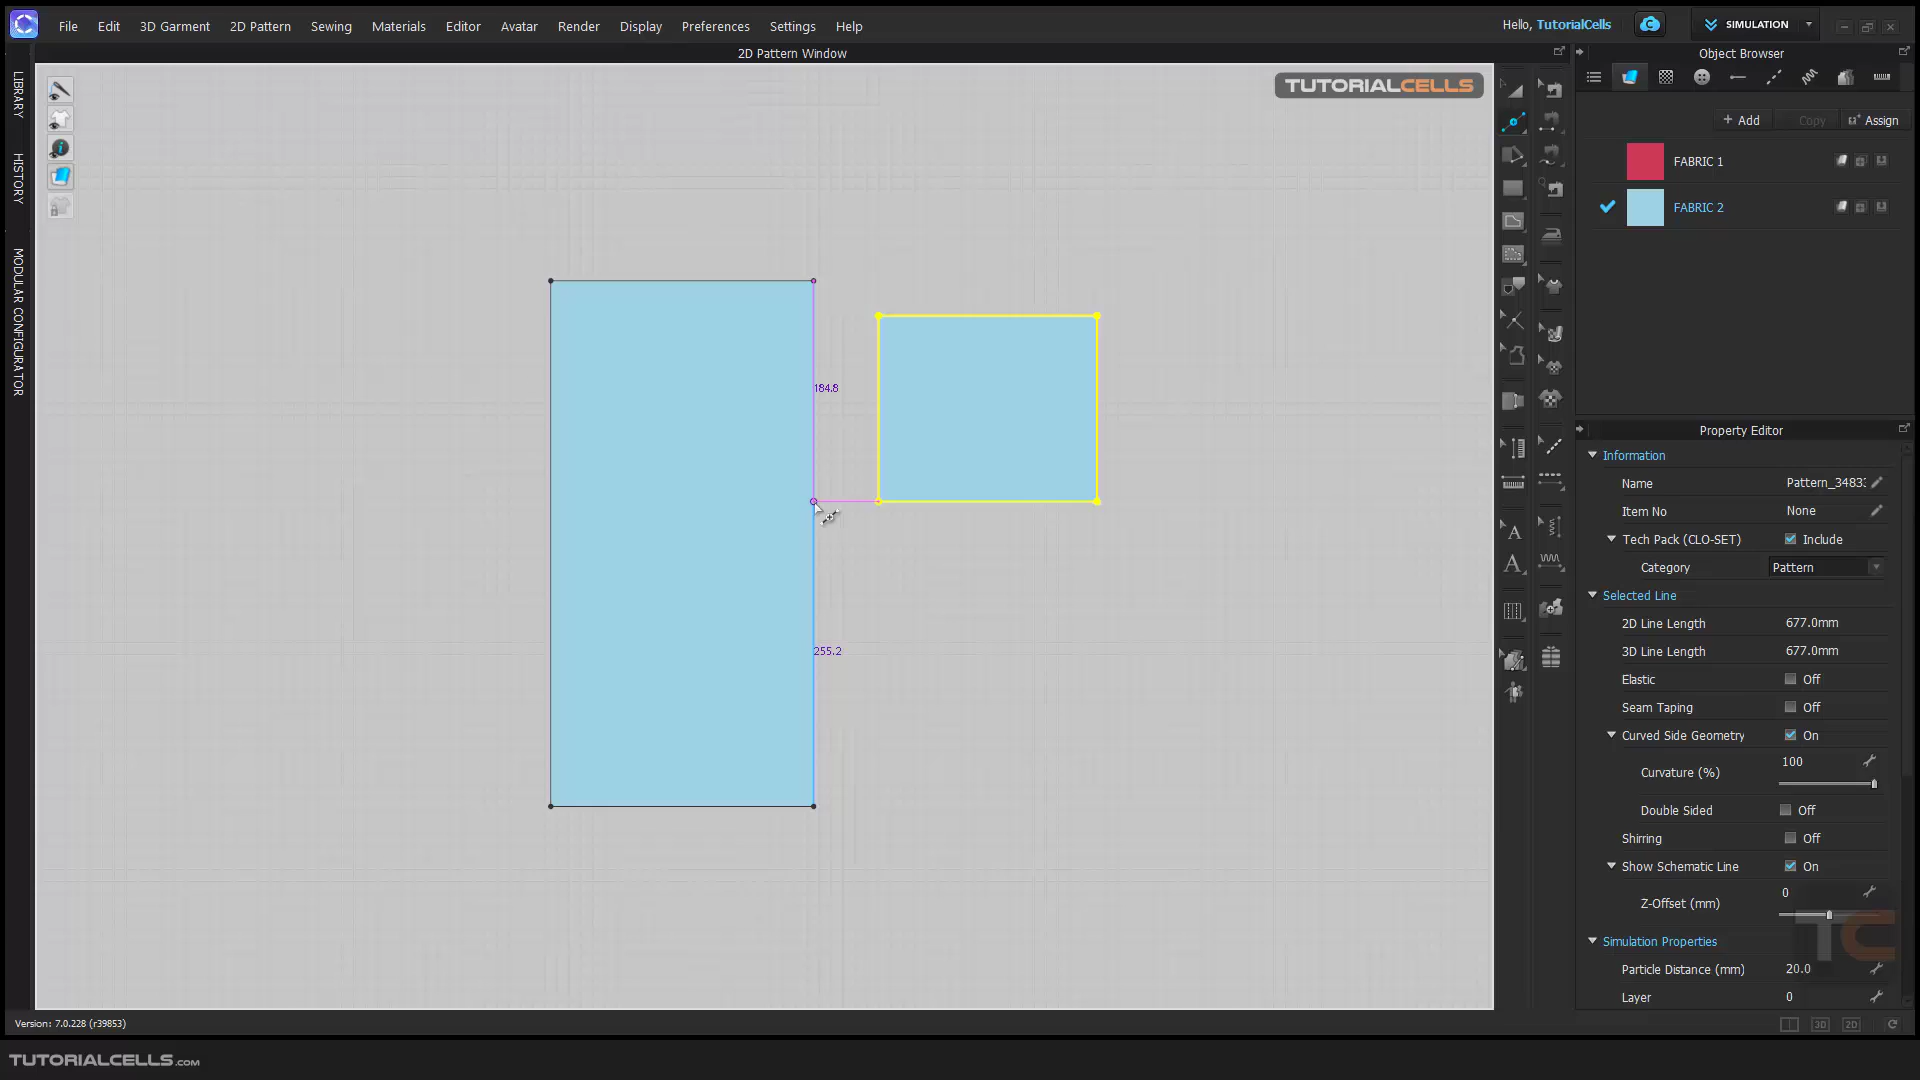 File Edit 3D Garment 2D Pattern Sewing Materials Editor Avatar Render Display Preferences Settings Help
Hello, TutorialCells
SIMULATION
2D Pattern Window
Object Browser
LIBRARY
HISTORY
MODULAR CONFIGURATOR
TUTORIALCELLS
+ Add Copy Assign
FABRIC 1
FABRIC 2
184.8
255.2
Property Editor
Information
Name Pattern_3483
Item No None
Tech Pack (CLO-SET) Include
Category Pattern
Selected Line
2D Line Length 677.0mm
3D Line Length 677.0mm
Elastic Off
Seam Taping Off
Curved Side Geometry On
Curvature (%) 100
Double Sided Off
Shirring Off
Show Schematic Line On
Z-Offset (mm) 0
TC
Simulation Properties
Particle Distance (mm) 20.0
Layer 0
Version: 7.0.228 (r39853)
3D 2D
TUTORIALCELLS.COM